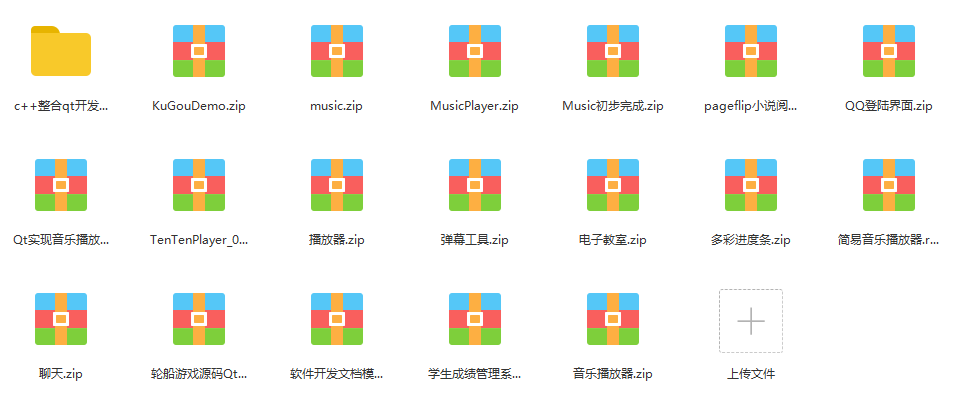 c++整合qt开发...
KuGouDemo.zip
music.zip
MusicPlayer.zip
Music初步完成.zip
pageflip小说阅...
QQ登陆界面.zip
Qt实现音乐播放...
TenTenPlayer_0...
播放器.zip
弹幕工具.zip
电子教室.zip
多彩进度条.zip
简易音乐播放器.r...
聊天.zip
轮船游戏源码Qt...
软件开发文档模...
学生成绩管理系...
音乐播放器.zip
上传文件